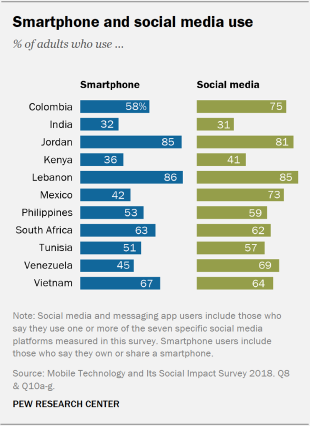 Smartphone and social media use
% of adults who use ...
Smartphone Social media
Colombia 58% 75
India 32 31
Jordan 85 81
Kenya 36 41
Lebanon 86 85
Mexico 42 73
Philippines 53 59
South Africa 63 62
Tunisia 51 57
Venezuela 45 69
Vietnam 67 64
Note: Social media and messaging app users include those who
say they use one or more of the seven specific social media
platforms measured in this survey. Smartphone users include
those who say they own or share a smartphone.
Source: Mobile Technology and Its Social Impact Survey 2018. Q8
& Q10a-g.
PEW RESEARCH CENTER